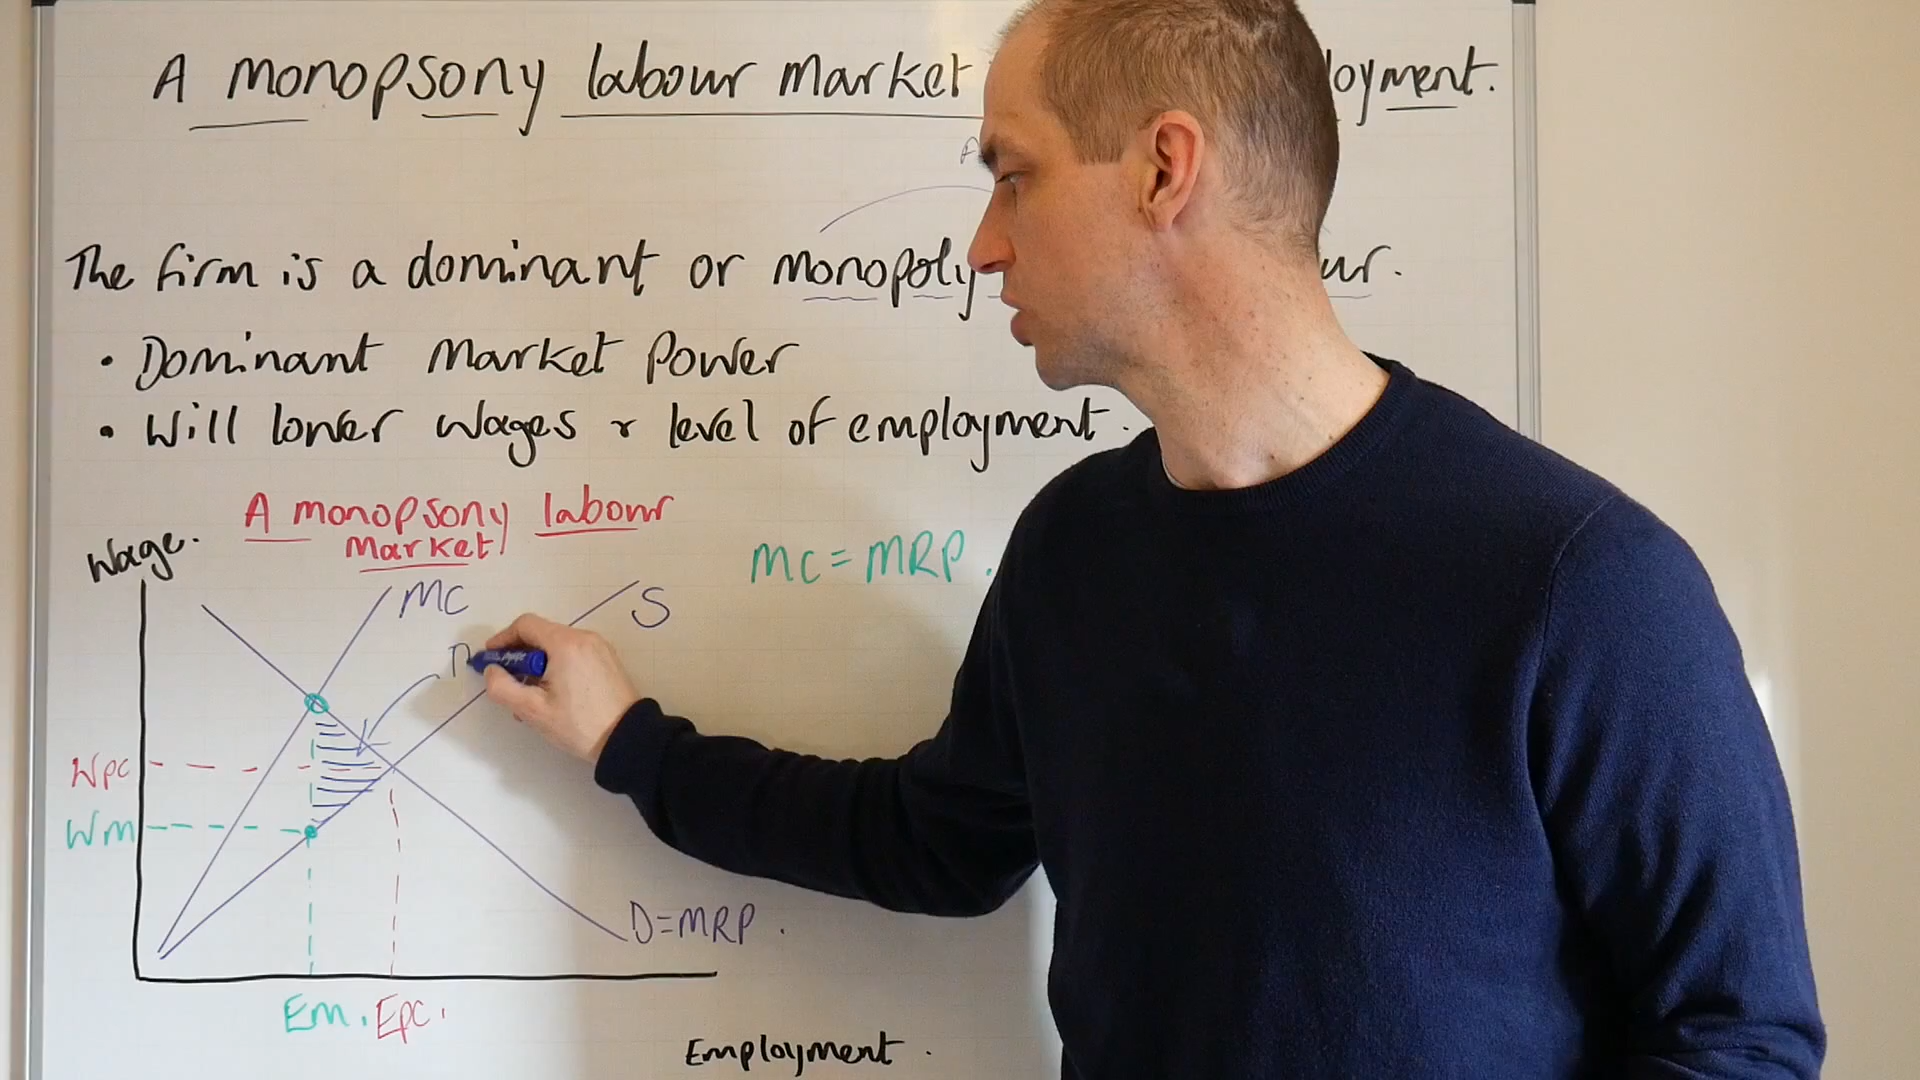 A monopsony labour market oyment.
The firm is a dominant or monopoly ur.
• Dominant market power
• Will lower wages & level of employment.
A monopsony labour
market
Wage.
MC = MRP.
MC
S
Wpc
Wm
D=MRP.
Em. Epc.
Employment.